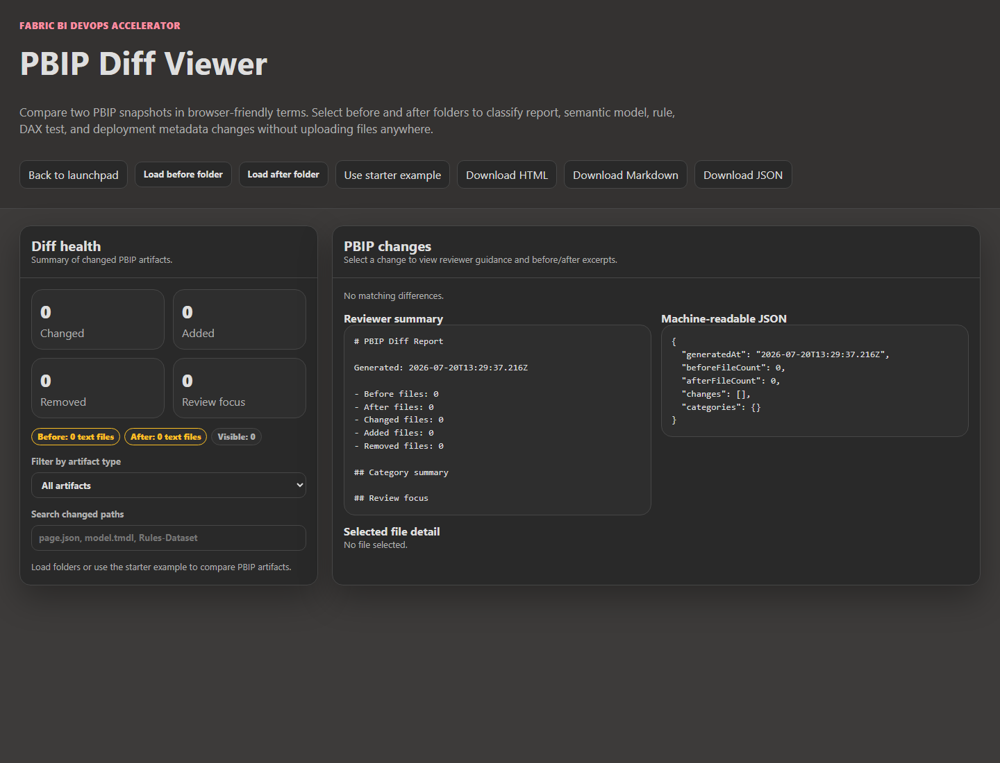 FABRIC BI DEVOPS ACCELERATOR
PBIP Diff Viewer
Compare two PBIP snapshots in browser-friendly terms. Select before and after folders to classify report, semantic model, rule,
DAX test, and deployment metadata changes without uploading files anywhere.
Back to launchpad
Load before folder
Load after folder
Use starter example
Download HTML
Download Markdown
Download JSON
Diff health
Summary of changed PBIP artifacts.
0
Changed
0
Added
0
Removed
0
Review focus
Before: 0 text files
After: 0 text files
Visible: 0
Filter by artifact type
All artifacts
Search changed paths
page.json, model.tmdl, Rules-Dataset
Load folders or use the starter example to compare PBIP artifacts.
PBIP changes
Select a change to view reviewer guidance and before/after excerpts.
No matching differences.
Reviewer summary
# PBIP Diff Report
Generated: 2026-07-20T13:29:37.216Z
- Before files: 0
- After files: 0
- Changed files: 0
- Added files: 0
- Removed files: 0
## Category summary
## Review focus
Machine-readable JSON
{
"generatedAt": "2026-07-20T13:29:37.216Z",
"beforeFileCount": 0,
"afterFileCount": 0,
"changes": [],
"categories": {}
}
Selected file detail
No file selected.